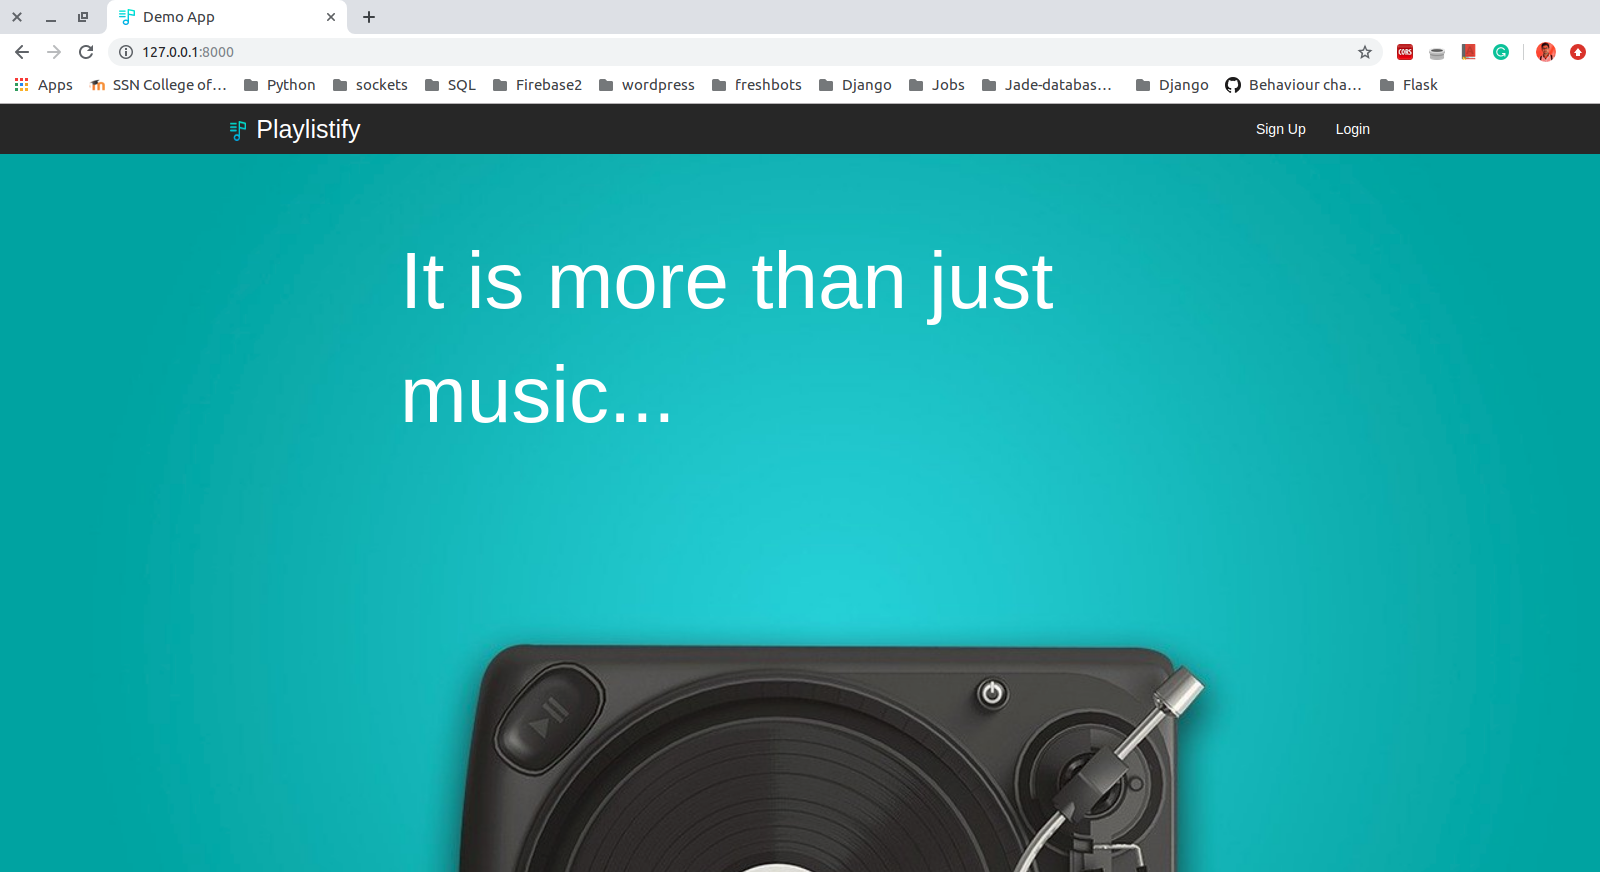 Demo App
127.0.0.1:8000
CORS
Apps SSN College of… Python sockets SQL Firebase2 wordpress freshbots Django Jobs Jade-databas… Django Behaviour cha… Flask
Playlistify Sign Up Login
It is more than just
music...